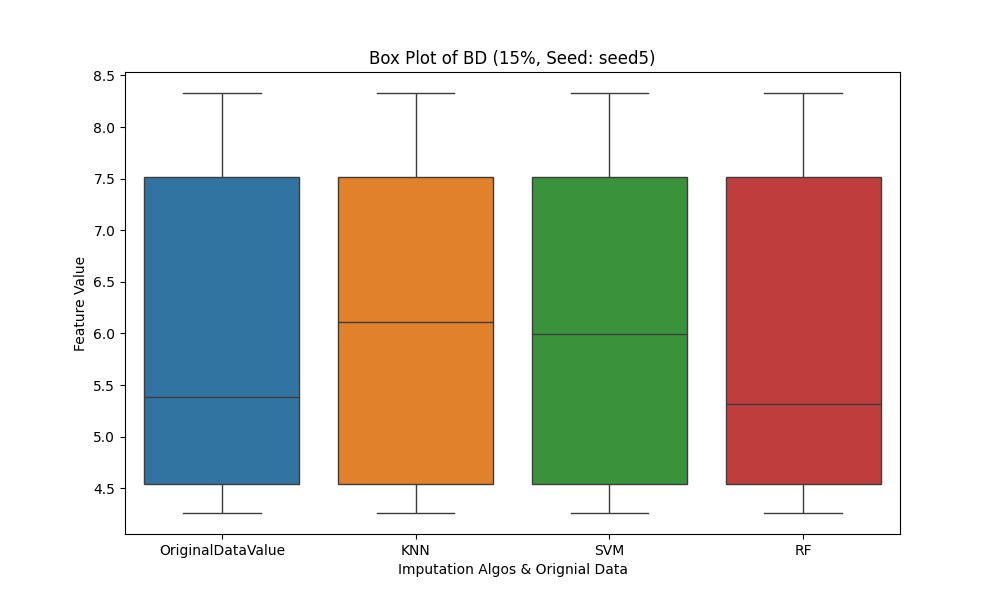 Box Plot of BD (15%, Seed: seed5)
8.5
8.0
7.5
7.0
6.5
6.0
5.5
5.0
4.5
Feature Value
OriginalDataValue KNN SVM RF
Imputation Algos & Orignial Data